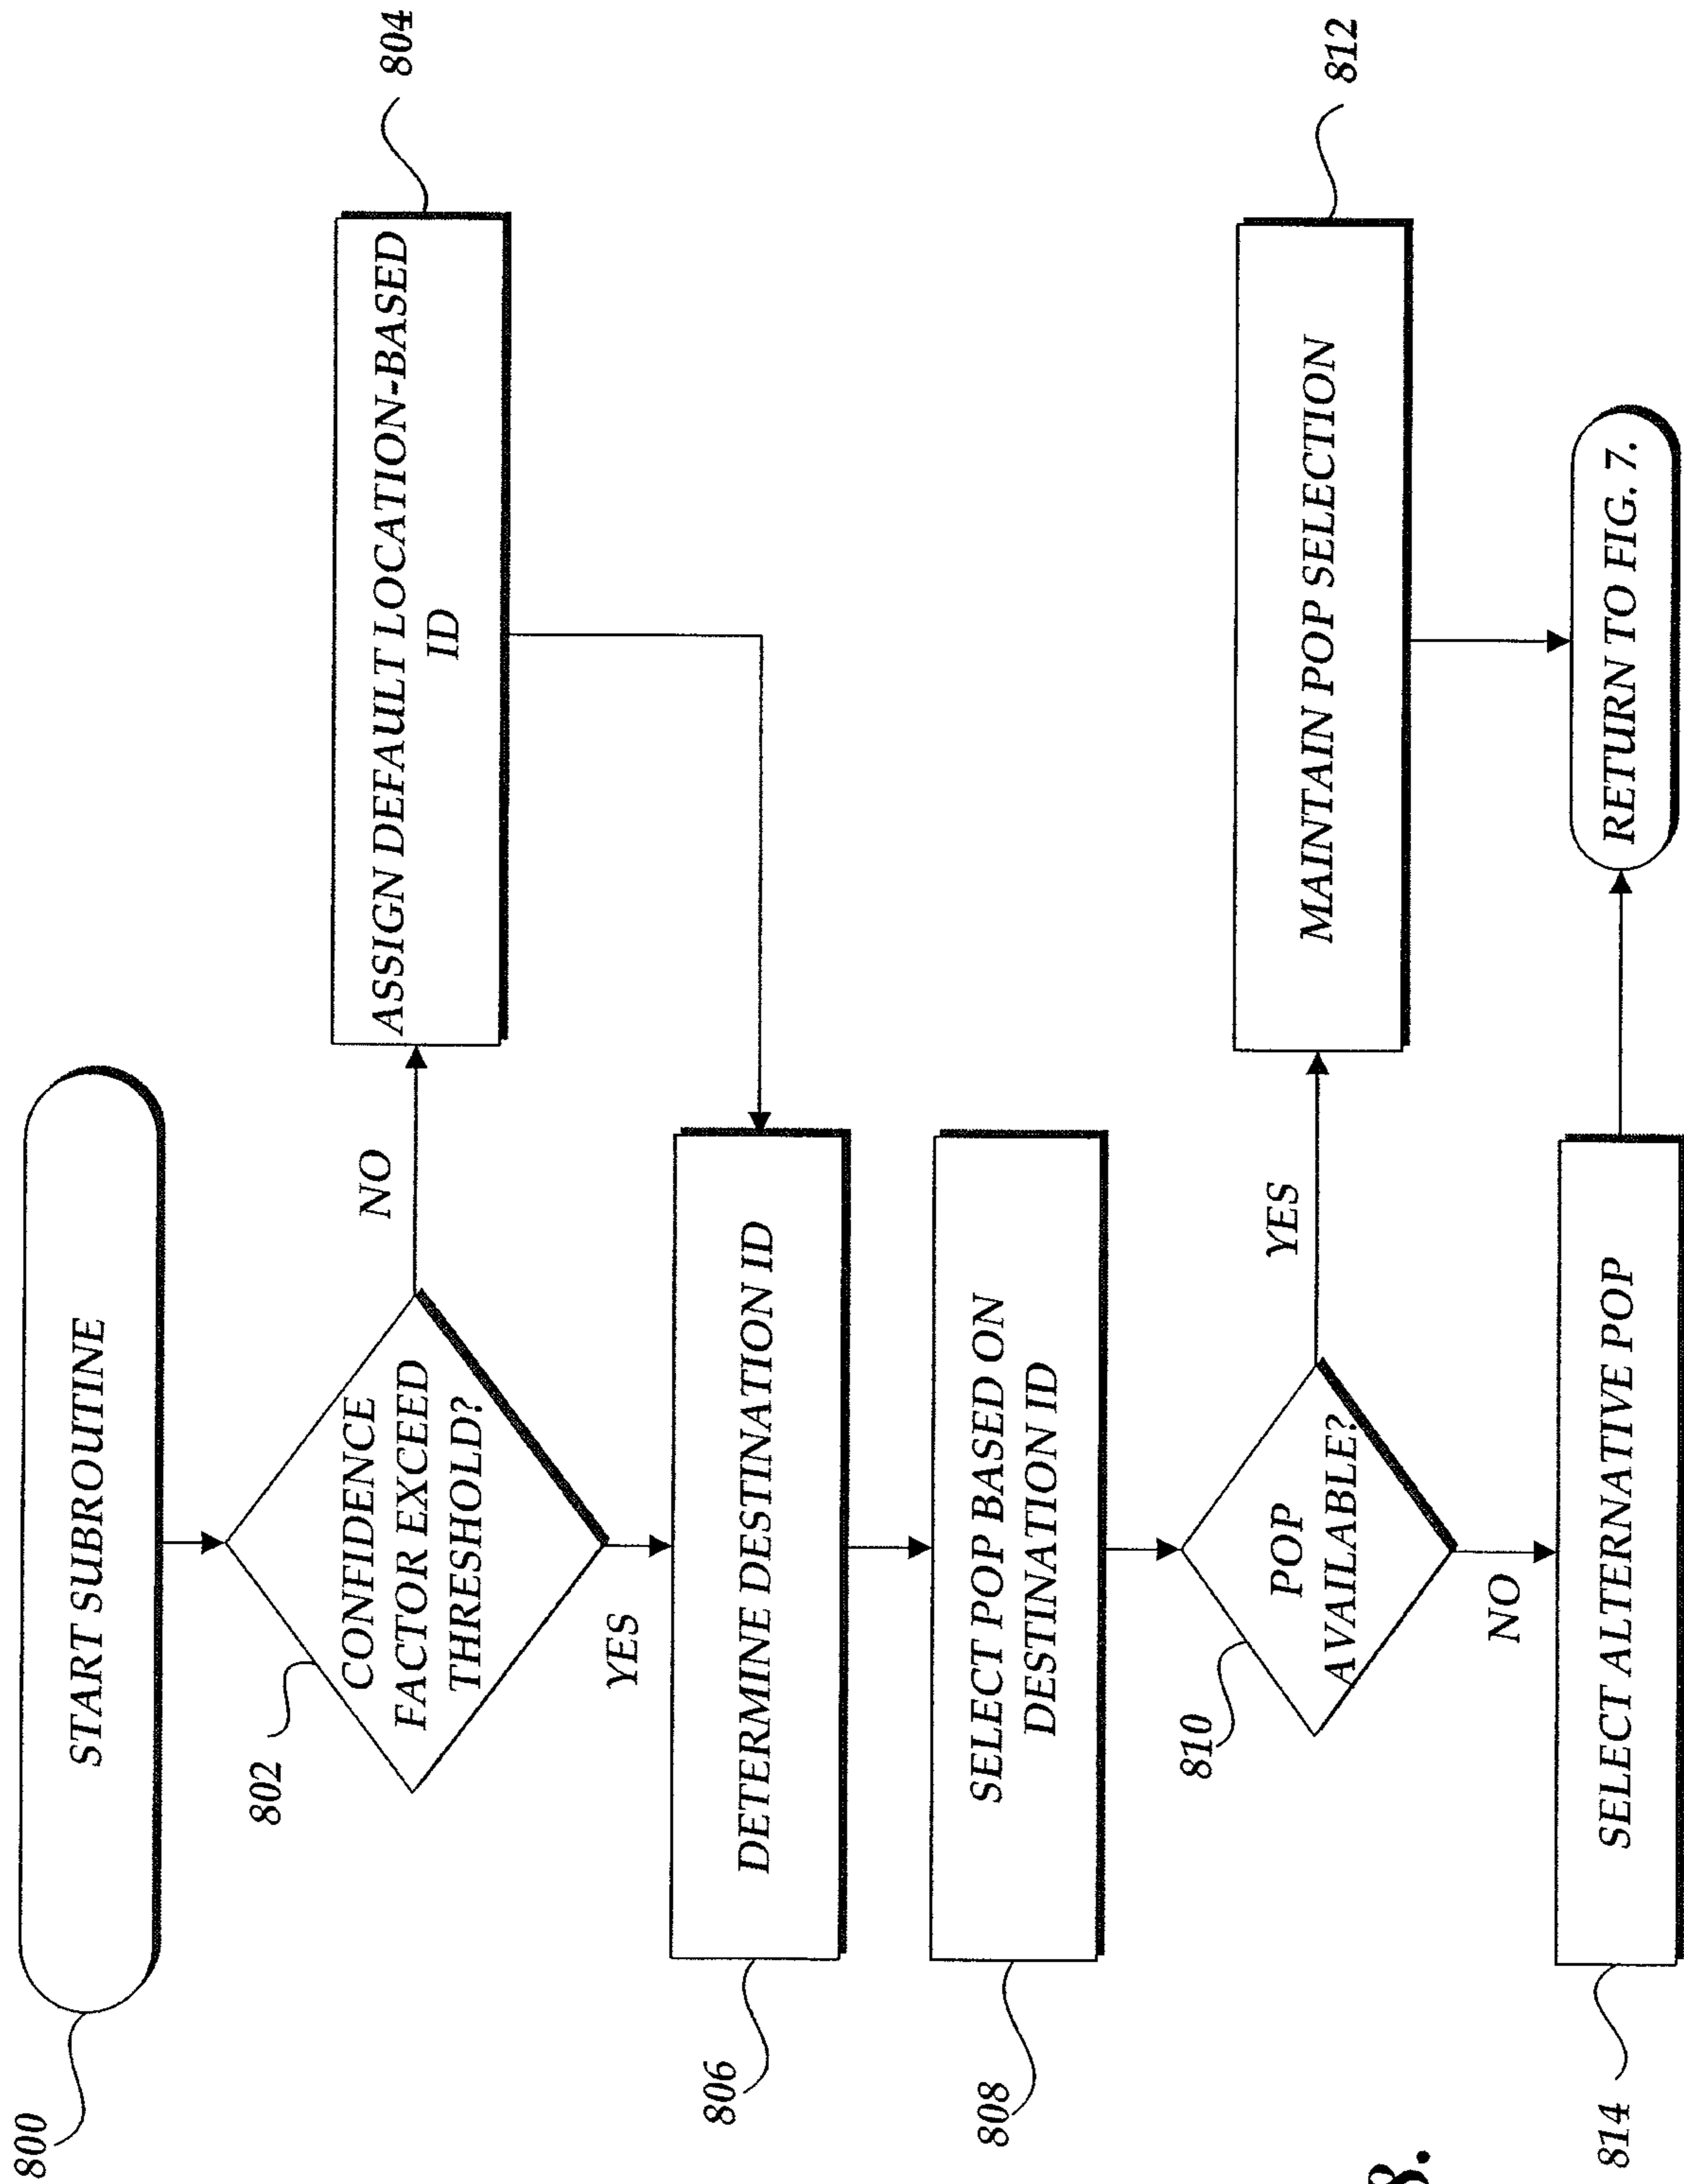 800
START SUBROUTINE
802
CONFIDENCE
FACTOR EXCEED
THRESHOLD?
NO
ASSIGN DEFAULT LOCATION-BASED
ID
804
YES
806
DETERMINE DESTINATION ID
808
SELECT POP BASED ON
DESTINATION ID
810
POP
AVAILABLE?
YES
MAINTAIN POP SELECTION
812
NO
814
SELECT ALTERNATIVE POP
RETURN TO FIG. 7.
8.